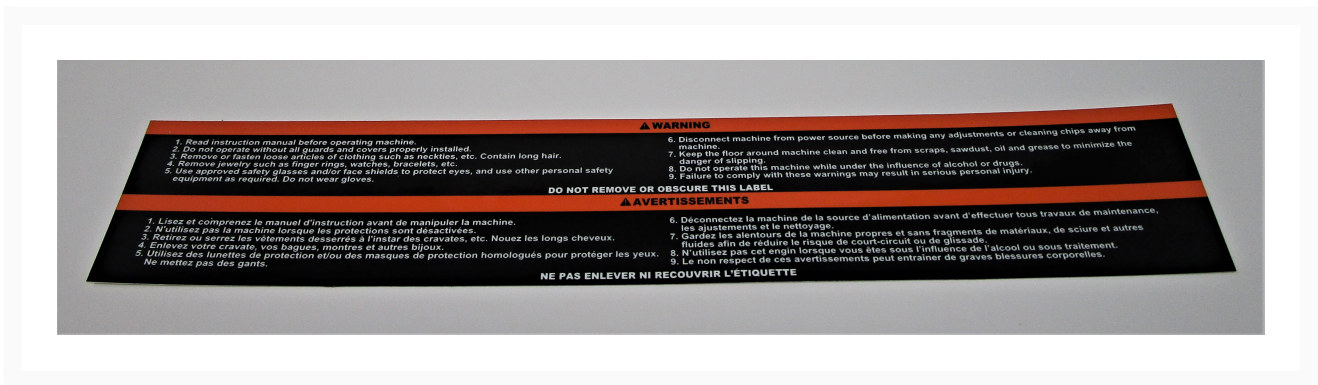 WARNING
1. Read instruction manual before operating machine.
2. Do not operate without all guards and covers properly installed.
3. Remove or fasten loose articles of clothing such as neckties, etc. Contain long hair.
4. Remove jewelry such as finger rings, watches, bracelets, etc.
5. Use approved safety glasses and/or face shields to protect eyes, and use other personal safety
equipment as required. Do not wear gloves.
6. Disconnect machine from power source before making any adjustments or cleaning chips away from
machine.
7. Keep the floor around machine clean and free from scraps, sawdust, oil and grease to minimize the
danger of slipping.
8. Do not operate this machine while under the influence of alcohol or drugs.
9. Failure to comply with these warnings may result in serious personal injury.
DO NOT REMOVE OR OBSCURE THIS LABEL
AVERTISSEMENTS
1. Lisez et comprenez le manuel d'instruction avant de manipuler la machine.
2. N'utilisez pas la machine lorsque les protections sont désactivées.
3. Retirez ou serrez les vêtements desserrés à l'instar des cravates, etc. Nouez les longs cheveux.
4. Enlevez votre cravate, vos bagues, montres et autres bijoux.
5. Utilisez des lunettes de protection et/ou des masques de protection homologués pour protéger les yeux.
Ne mettez pas des gants.
6. Déconnectez la machine de la source d'alimentation avant d'effectuer tous travaux de maintenance,
les ajustements et le nettoyage.
7. Gardez les alentours de la machine propres et sans fragments de matériaux, de sciure et autres
fluides afin de réduire le risque de court-circuit ou de glissade.
8. N'utilisez pas cet engin lorsque vous êtes sous l'influence de l'alcool ou sous traitement.
9. Le non respect de ces avertissements peut entraîner de graves blessures corporelles.
NE PAS ENLEVER NI RECOUVRIR L'ÉTIQUETTE